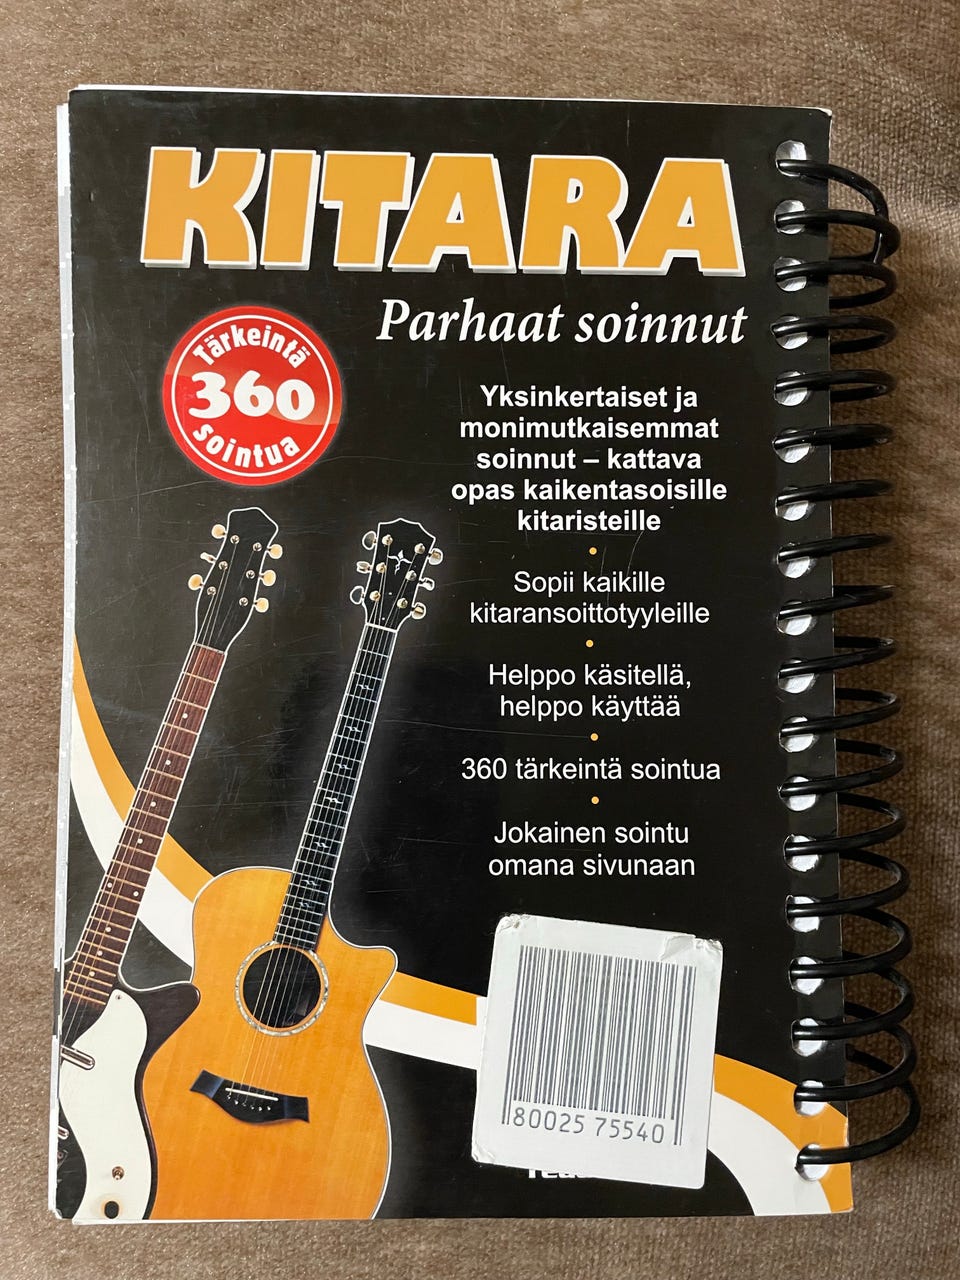 KITARA
Parhaat soinnut
Tärkeintä
360
sointua
Yksinkertaiset ja
monimutkaisemmat
soinnut – kattava
opas kaikentasoisille
kitaristeille
•
Sopii kaikille
kitaransoittotyyleille
•
Helppo käsitellä,
helppo käyttää
•
360 tärkeintä sointua
•
Jokainen sointu
omana sivunaan
80025 75540